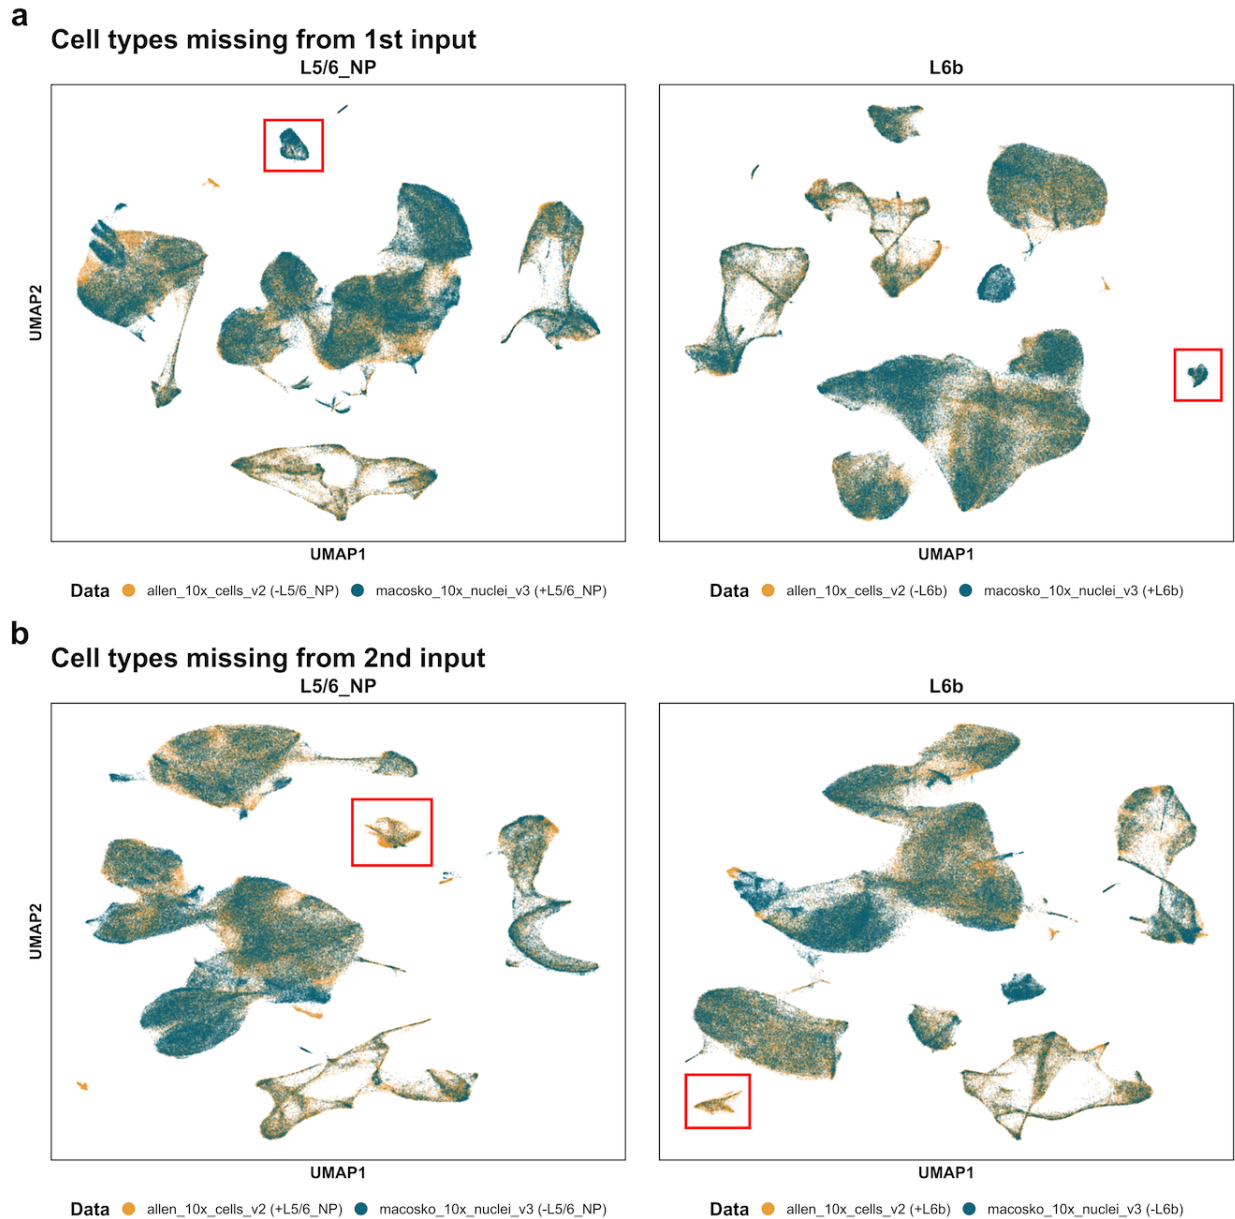 a
Cell types missing from 1st input
L5/6_NP
L6b
UMAP2
UMAP1
UMAP1
Data allen_10x_cells_v2 (-L5/6_NP) macosko_10x_nuclei_v3 (+L5/6_NP)
Data allen_10x_cells_v2 (-L6b) macosko_10x_nuclei_v3 (+L6b)
b
Cell types missing from 2nd input
L5/6_NP
L6b
UMAP2
UMAP1
UMAP1
Data allen_10x_cells_v2 (+L5/6_NP) macosko_10x_nuclei_v3 (-L5/6_NP)
Data allen_10x_cells_v2 (+L6b) macosko_10x_nuclei_v3 (-L6b)